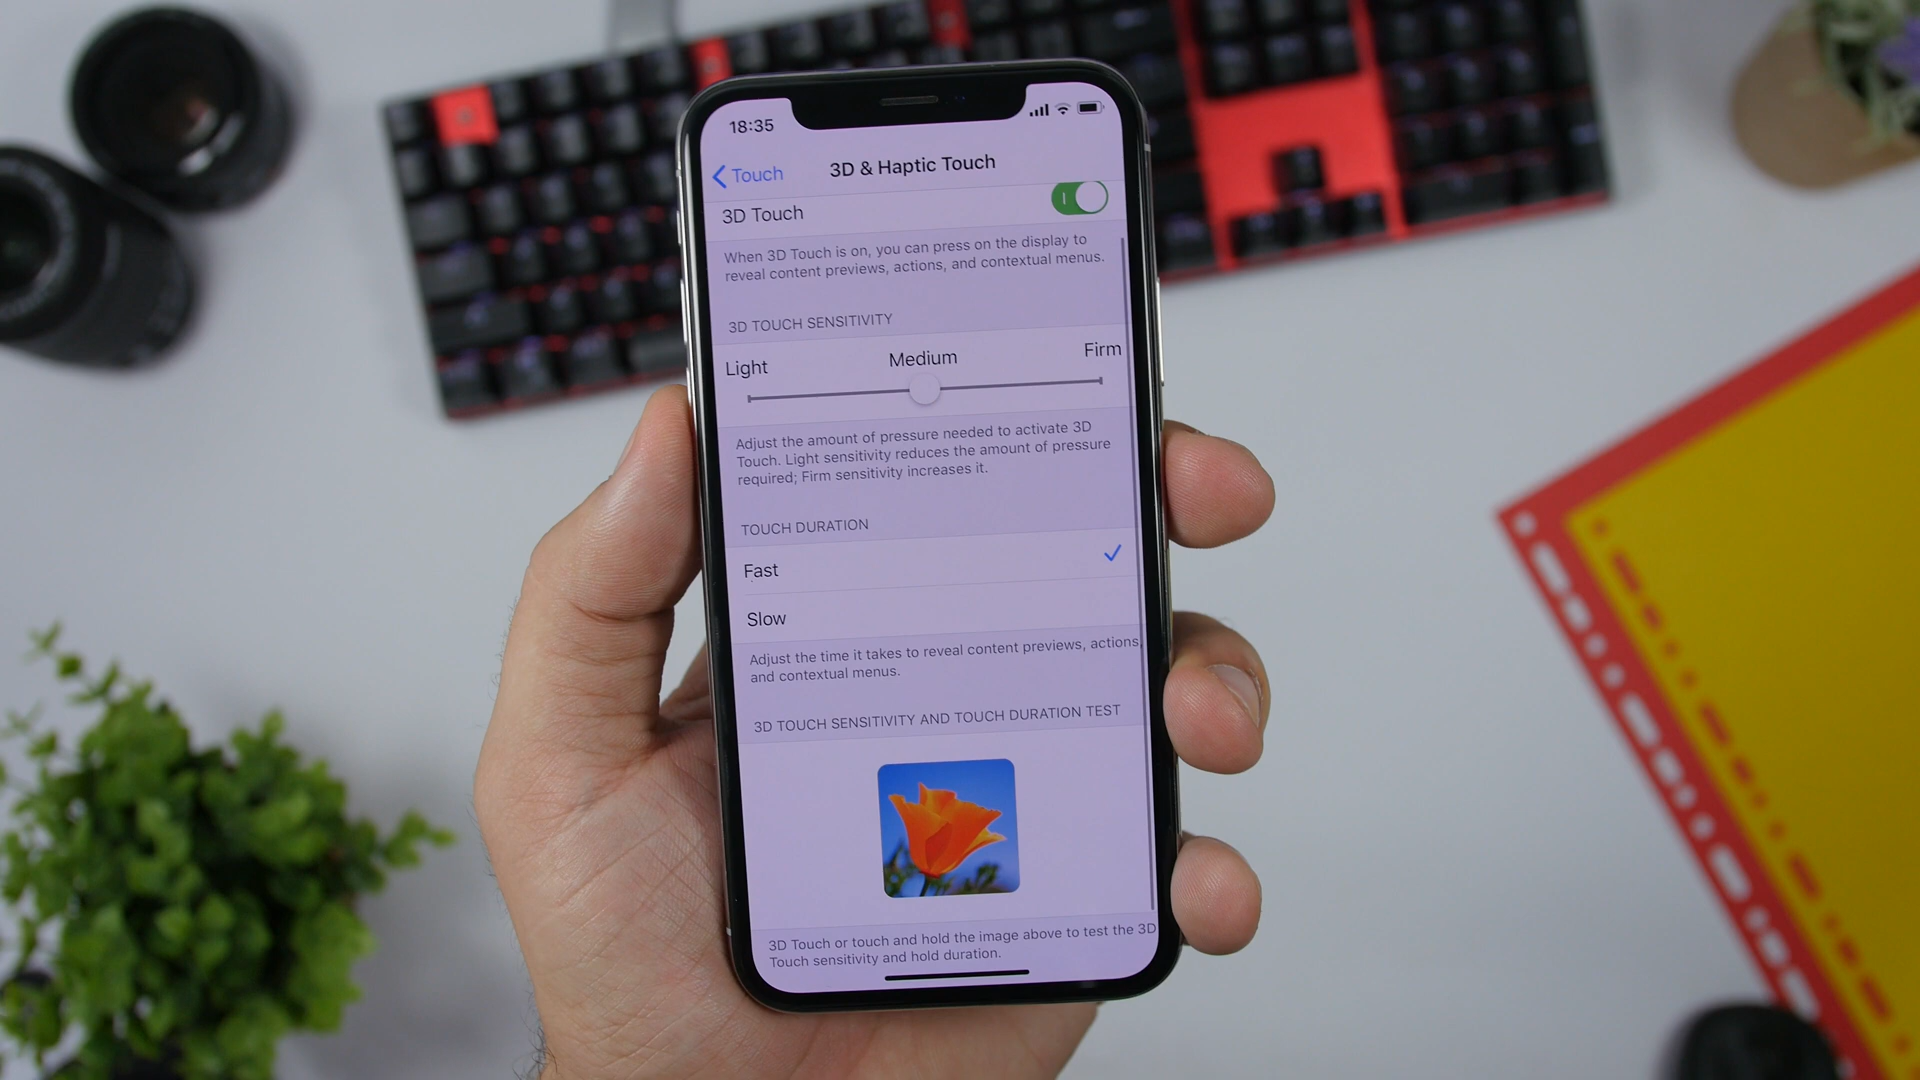 18:35
Touch
3D & Haptic Touch
3D Touch
When 3D Touch is on, you can press on the display to
reveal content previews, actions, and contextual menus.
3D TOUCH SENSITIVITY
Light
Medium
Firm
Adjust the amount of pressure needed to activate 3D
Touch. Light sensitivity reduces the amount of pressure
required; Firm sensitivity increases it.
TOUCH DURATION
Fast
Slow
Adjust the time it takes to reveal content previews, actions,
and contextual menus.
3D TOUCH SENSITIVITY AND TOUCH DURATION TEST
3D Touch or touch and hold the image above to test the 3D
Touch sensitivity and hold duration.